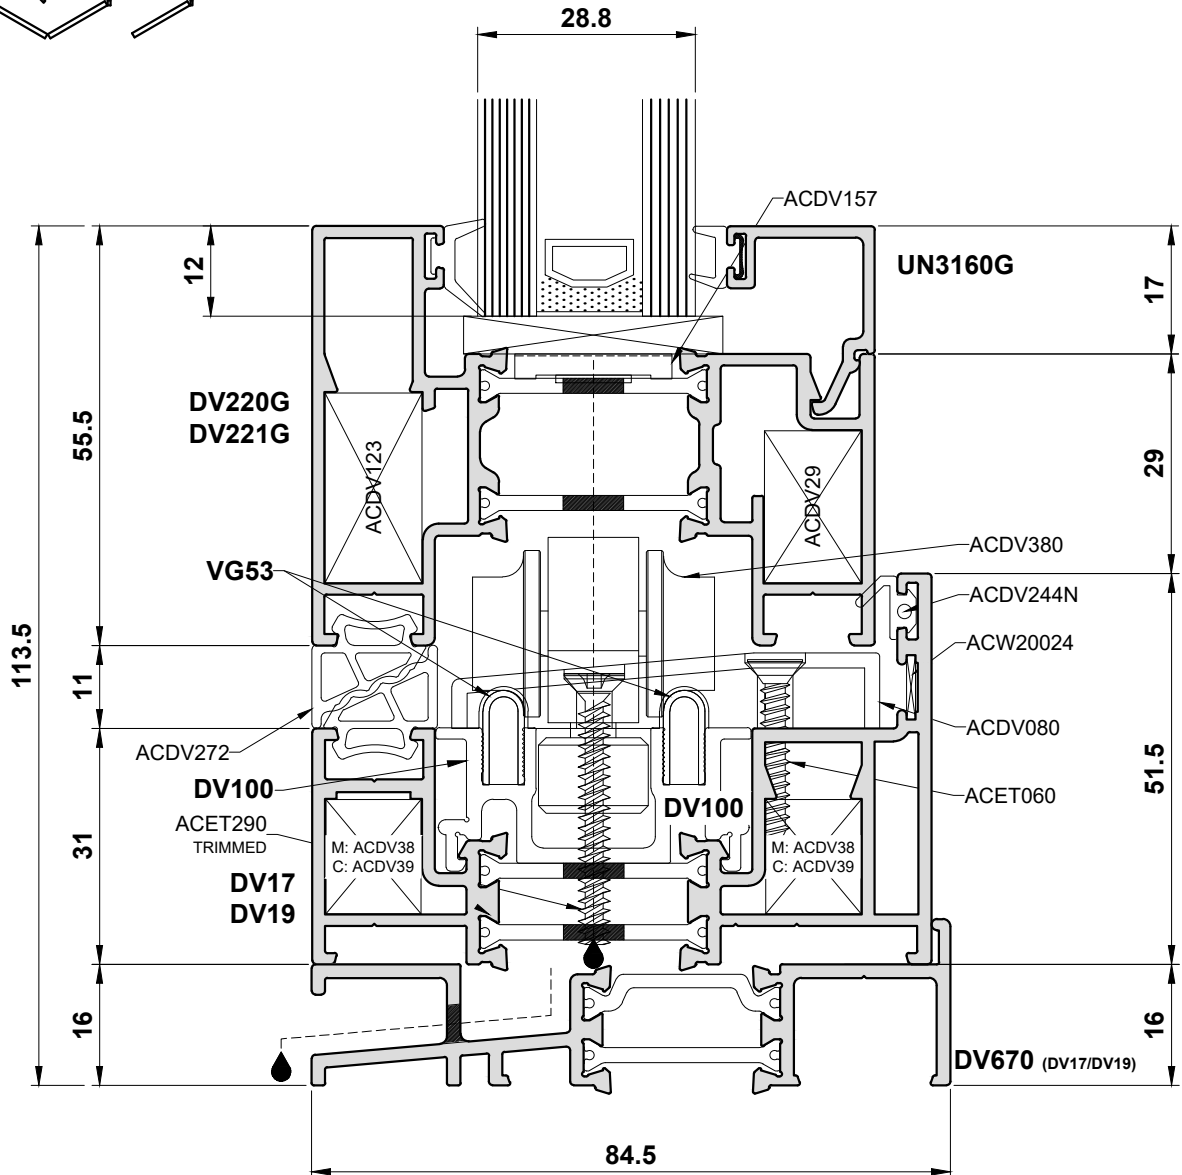 28.8
ACDV157
UN3160G
12
17
DV220G
DV221G
55.5
ACDV123
ACDV29
29
ACDV380
VG53
ACDV244N
ACW20024
113.5
11
ACDV272
ACDV080
DV100
DV100
ACET060
51.5
ACET290
TRIMMED
M: ACDV38
C: ACDV39
M: ACDV38
C: ACDV39
31
DV17
DV19
16
16
DV670 (DV17/DV19)
84.5